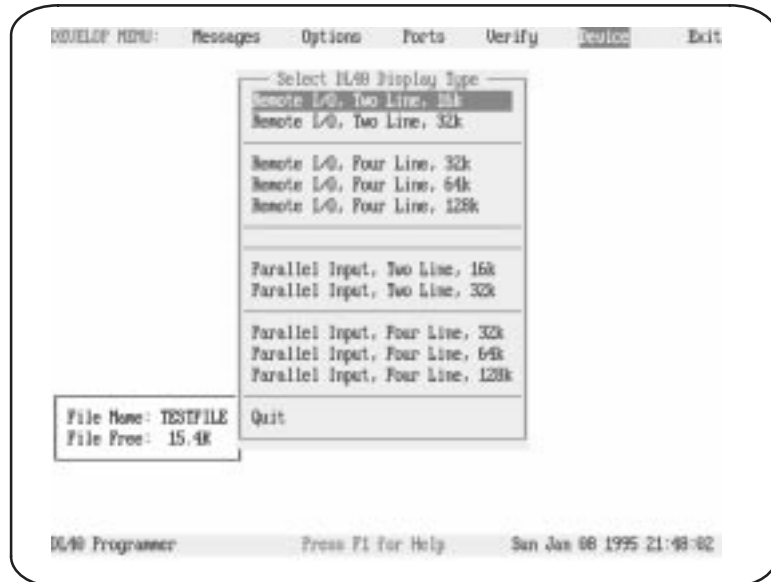 DEVELOP MENU: Messages Options Ports Verify Device Exit
Select DL40 Display Type
Remote I/O, Two Line, 16k
Remote I/O, Two Line, 32k
Remote I/O, Four Line, 32k
Remote I/O, Four Line, 64k
Remote I/O, Four Line, 128k
Parallel Input, Two Line, 16k
Parallel Input, Two Line, 32k
Parallel Input, Four Line, 32k
Parallel Input, Four Line, 64k
Parallel Input, Four Line, 128k
Quit
File Name: TESTFILE
File Free: 15.4K
DL40 Programmer Press F1 for Help Sun Jan 08 1995 21:48:02